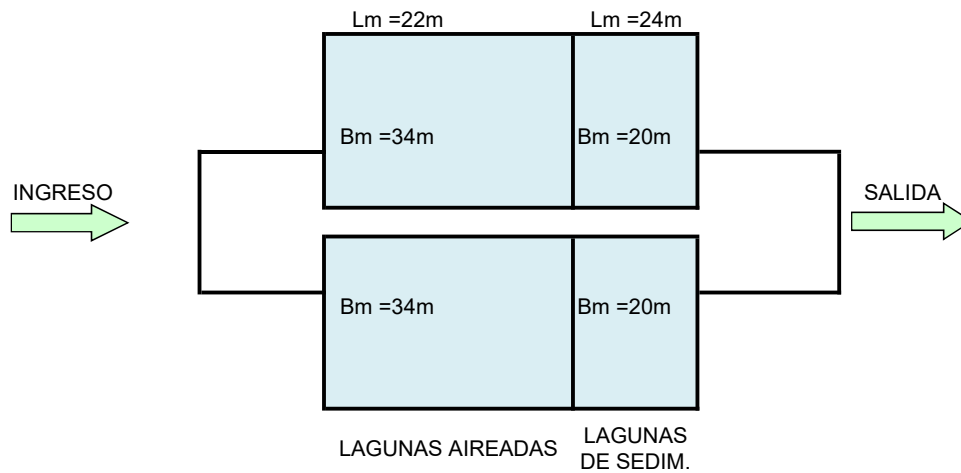 Lm =22m
Lm =24m
Bm =34m
Bm =20m
INGRESO
SALIDA
Bm =34m
Bm =20m
LAGUNAS AIREADAS
LAGUNAS
DE SEDIM.